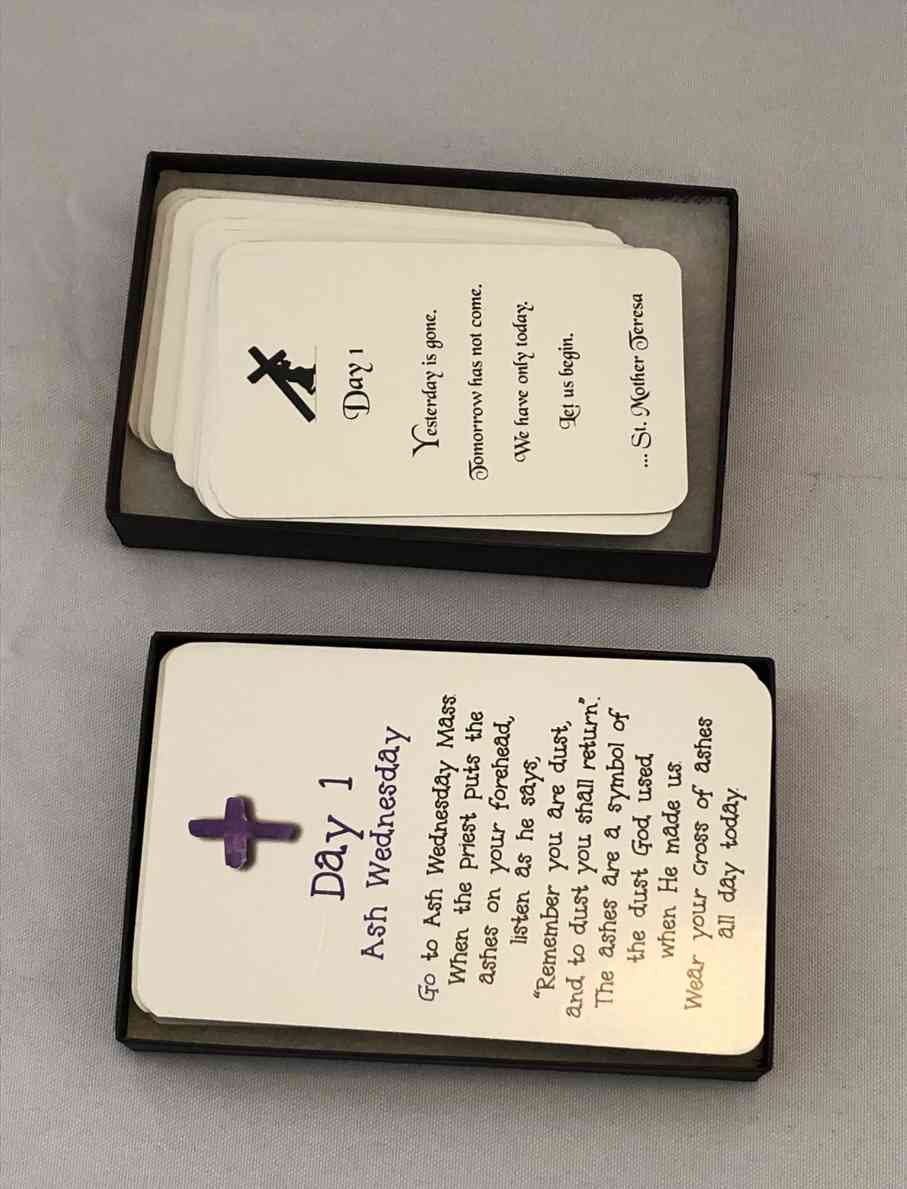 Day 1
Yesterday is gone.
Tomorrow has not come.
We have only today.
Let us begin.
... St. Mother Teresa
Day 1
Ash Wednesday
Go to Ash Wednesday Mass.
When the priest puts the
ashes on your forehead,
listen as he says,
“Remember you are dust,
and to dust you shall return”.
The ashes are a symbol of
the dust God used
when He made us.
Wear your cross of ashes
all day today.